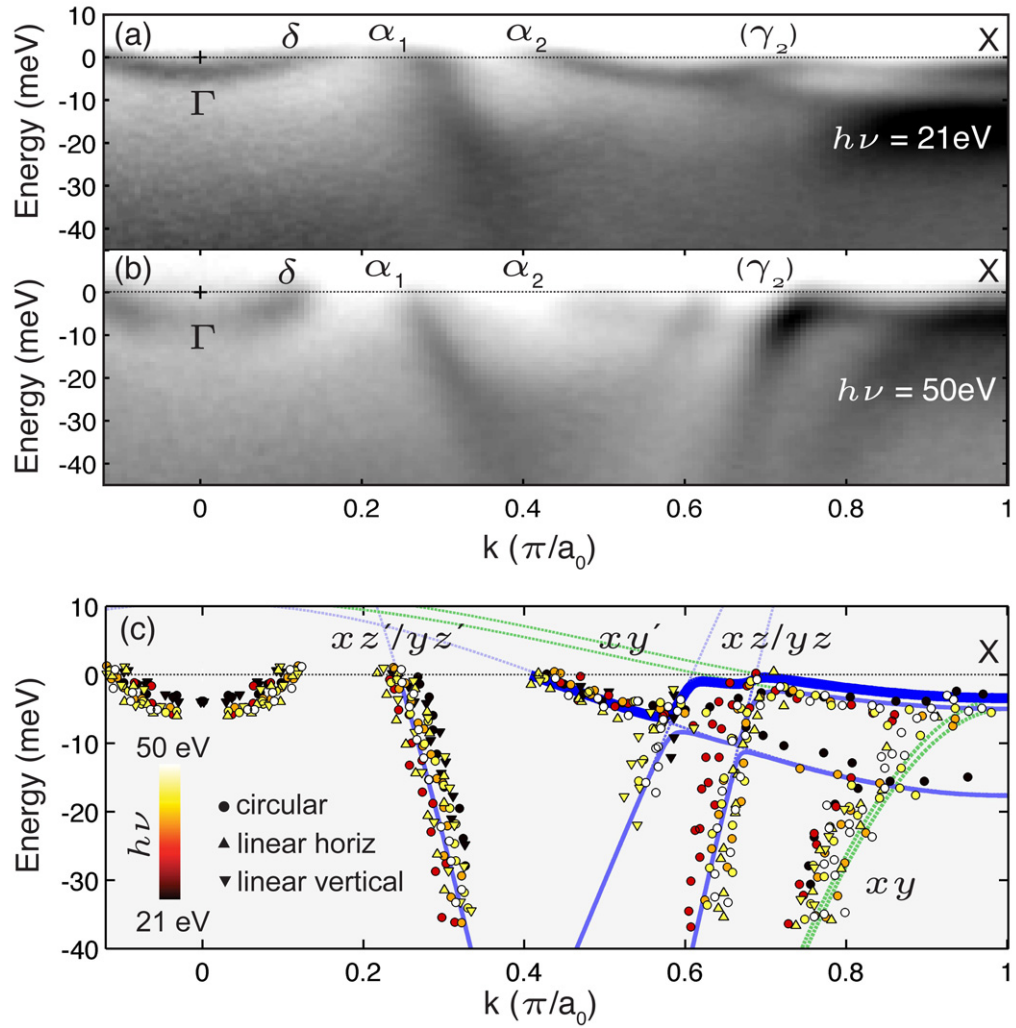 (a) δ α₁ α₂ (γ₂) X
10
0
-10
-20
-30
-40
Energy (meV)
Γ
hν = 21eV
(b) δ α₁ α₂ (γ₂) X
10
0
-10
-20
-30
-40
Energy (meV)
Γ
hν = 50eV
0 0.2 0.4 0.6 0.8 1
k (π/a₀)
(c) xz′/yz′ xy′ xz/yz X
10
0
-10
-20
-30
-40
Energy (meV)
50 eV
hν
21 eV
circular
linear horiz
linear vertical
xy
0 0.2 0.4 0.6 0.8 1
k (π/a₀)